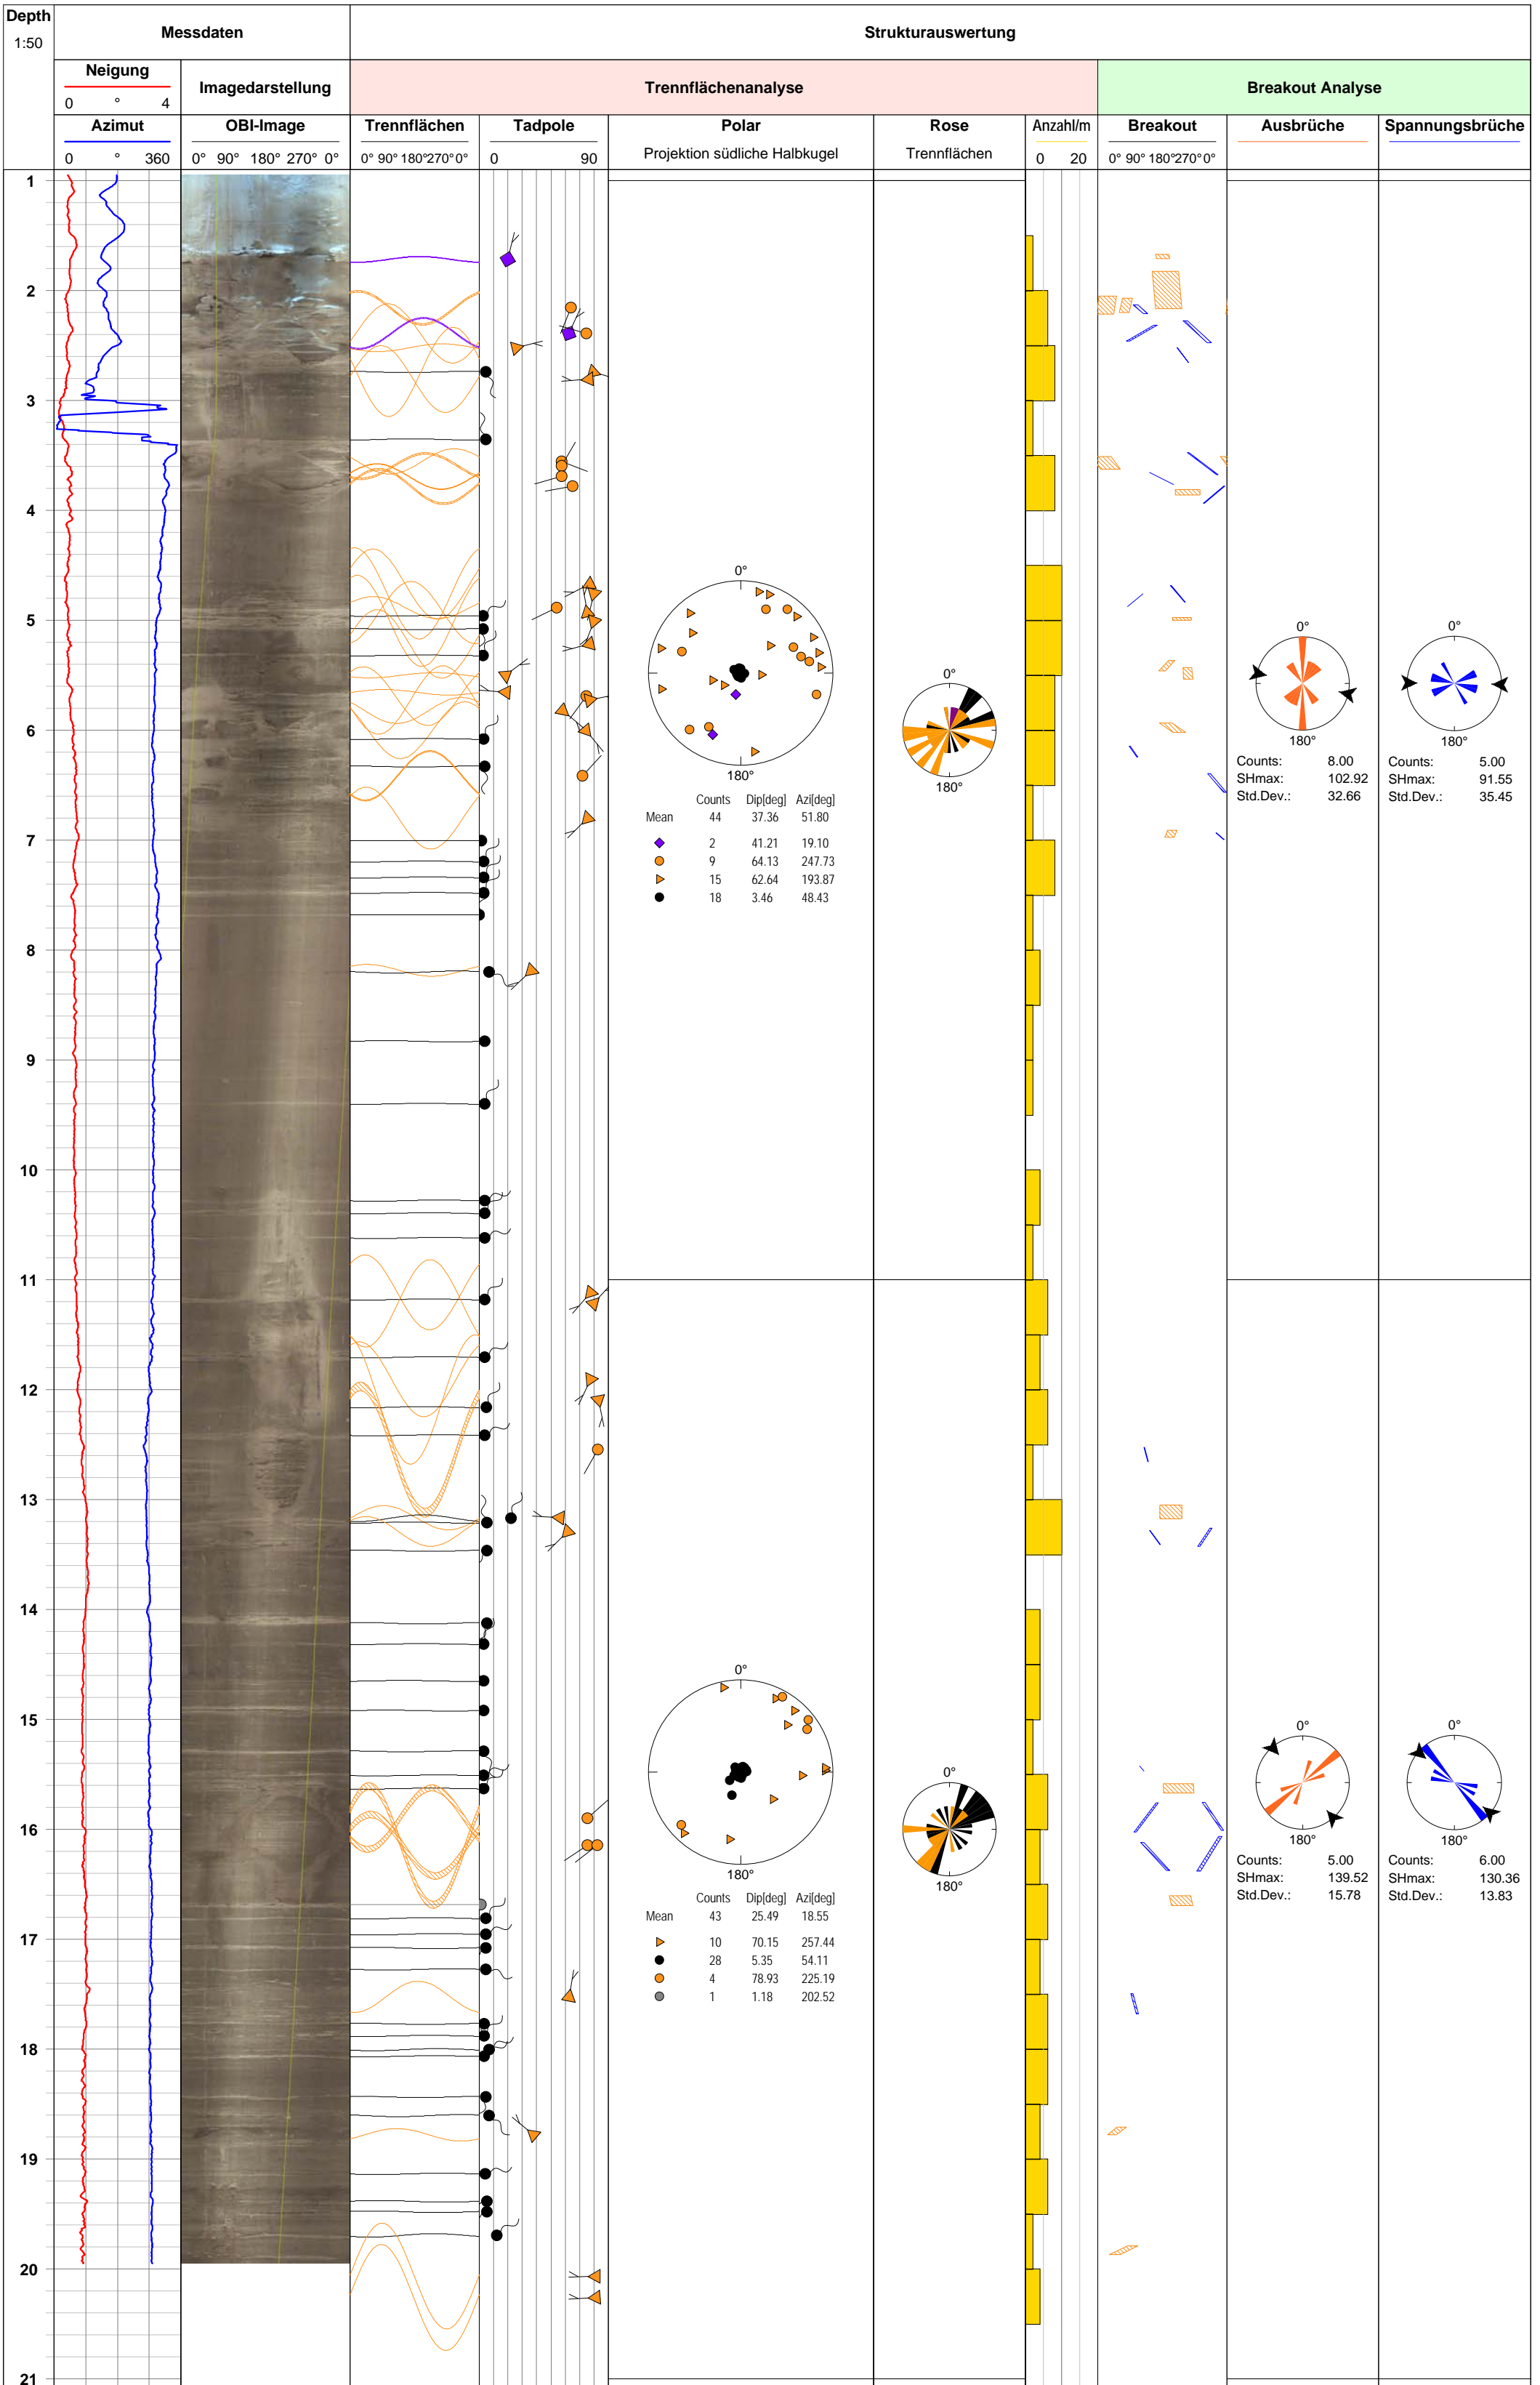 Depth
1:50
Messdaten
Strukturauswertung
Neigung
0 ° 4
Imagedarstellung
Trennflächenanalyse
Breakout Analyse
Azimut
0 ° 360
OBI-Image
0° 90° 180° 270° 0°
Trennflächen
0° 90° 180°270° 0°
Tadpole
0 90
Polar
Projektion südliche Halbkugel
Rose
Trennflächen
Anzahl/m
0 20
Breakout
0° 90° 180°270° 0°
Ausbrüche
Spannungsbrüche
1
2
3
4
5
6
7
8
9
10
11
12
13
14
15
16
17
18
19
20
21
0°
180°
Counts Dip[deg] Azi[deg]
Mean 44 37.36 51.80
2 41.21 19.10
9 64.13 247.73
15 62.64 193.87
18 3.46 48.43
0°
180°
0°
180°
Counts: 8.00
SHmax: 102.92
Std.Dev.: 32.66
0°
180°
Counts: 5.00
SHmax: 91.55
Std.Dev.: 35.45
0°
180°
Counts Dip[deg] Azi[deg]
Mean 43 25.49 18.55
10 70.15 257.44
28 5.35 54.11
4 78.93 225.19
1 1.18 202.52
0°
180°
0°
180°
Counts: 5.00
SHmax: 139.52
Std.Dev.: 15.78
0°
180°
Counts: 6.00
SHmax: 130.36
Std.Dev.: 13.83